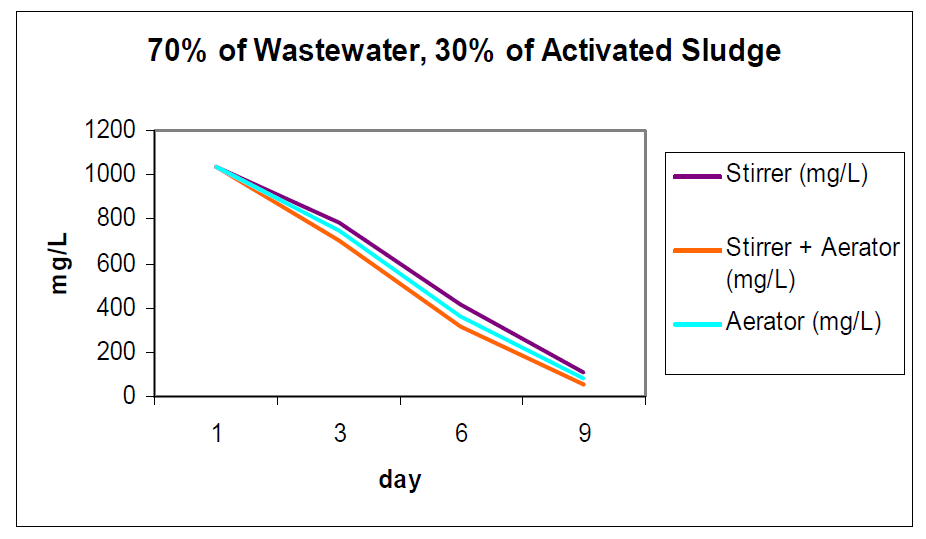 70% of Wastewater, 30% of Activated Sludge
1200
1000
800
600
400
200
0
mg/L
1 3 6 9
day
Stirrer (mg/L)
Stirrer + Aerator
(mg/L)
Aerator (mg/L)